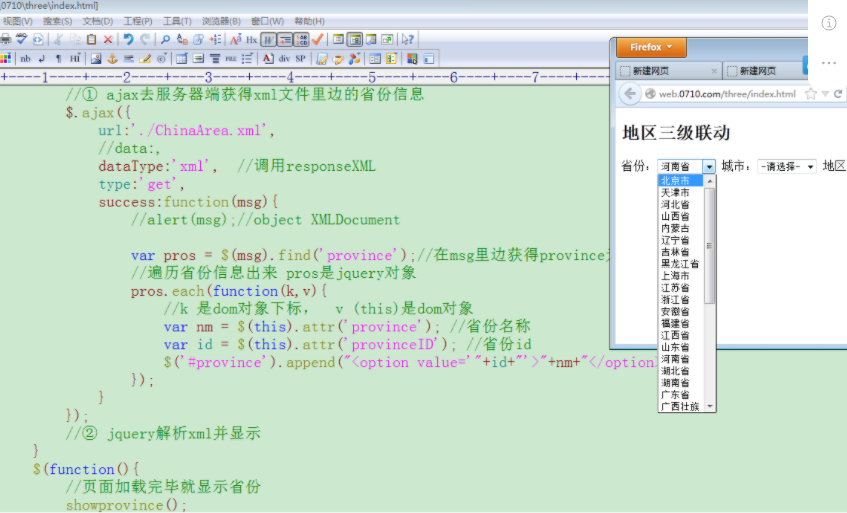 0710\three\index.html]
视图(V) 搜索(S) 文档(D) 工程(P) 工具(T) 浏览器(B) 窗口(W) 帮助(H)
nb ¶ Hi PRE A div SP
+----1----+----2----+----3----+----4----+----5----+----6----+----7----+---
//① ajax去服务器端获得xml文件里边的省份信息
$.ajax({
url:'./ChinaArea.xml',
//data:,
dataType:'xml', //调用responseXML
type:'get',
success:function(msg){
//alert(msg);//object XMLDocument
var pros = $(msg).find('province');//在msg里边获得province
//遍历省份信息出来 pros是jquery对象
pros.each(function(k,v){
//k 是dom对象下标, v (this)是dom对象
var nm = $(this).attr('province'); //省份名称
var id = $(this).attr('provinceID'); //省份id
$('#province').append("<option value='"+id+"'>"+nm+"</option
});
}
});
//② jquery解析xml并显示
}
$(function(){
//页面加载完毕就显示省份
showprovince();
Firefox
新建网页 × 新建网页
web.0710.com/three/index.html
地区三级联动
省份: 河南省 城市: -请选择- 地区
北京市
天津市
河北省
山西省
内蒙古
辽宁省
吉林省
黑龙江省
上海市
江苏省
浙江省
安徽省
福建省
江西省
山东省
河南省
湖北省
湖南省
广东省
广西壮族